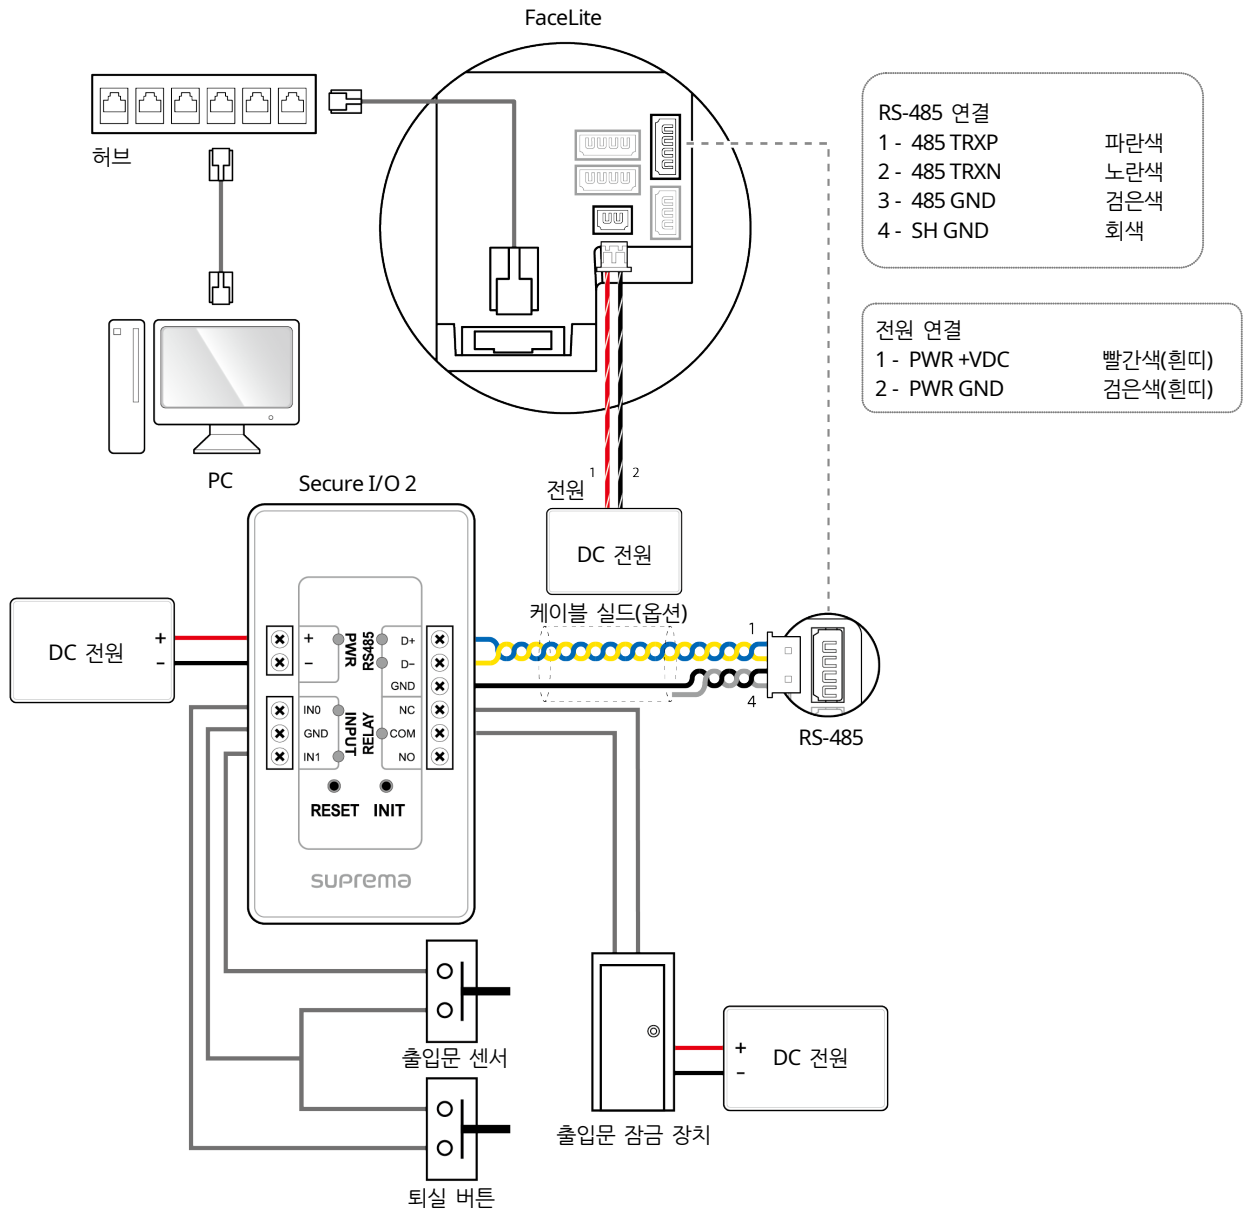 FaceLite
허브
PC
RS-485 연결
1 - 485 TRXP 파란색
2 - 485 TRXN 노란색
3 - 485 GND 검은색
4 - SH GND 회색
전원 연결
1 - PWR +VDC 빨간색(흰띠)
2 - PWR GND 검은색(흰띠)
1 2
전원
DC 전원
Secure I/O 2
DC 전원
+
-
+
-
PWR
RS485
D+
D-
GND
IN0
GND
IN1
INPUT
RELAY
NC
COM
NO
RESET INIT
suprema
케이블 실드(옵션)
1
4
RS-485
출입문 센서
퇴실 버튼
출입문 잠금 장치
+
-
DC 전원